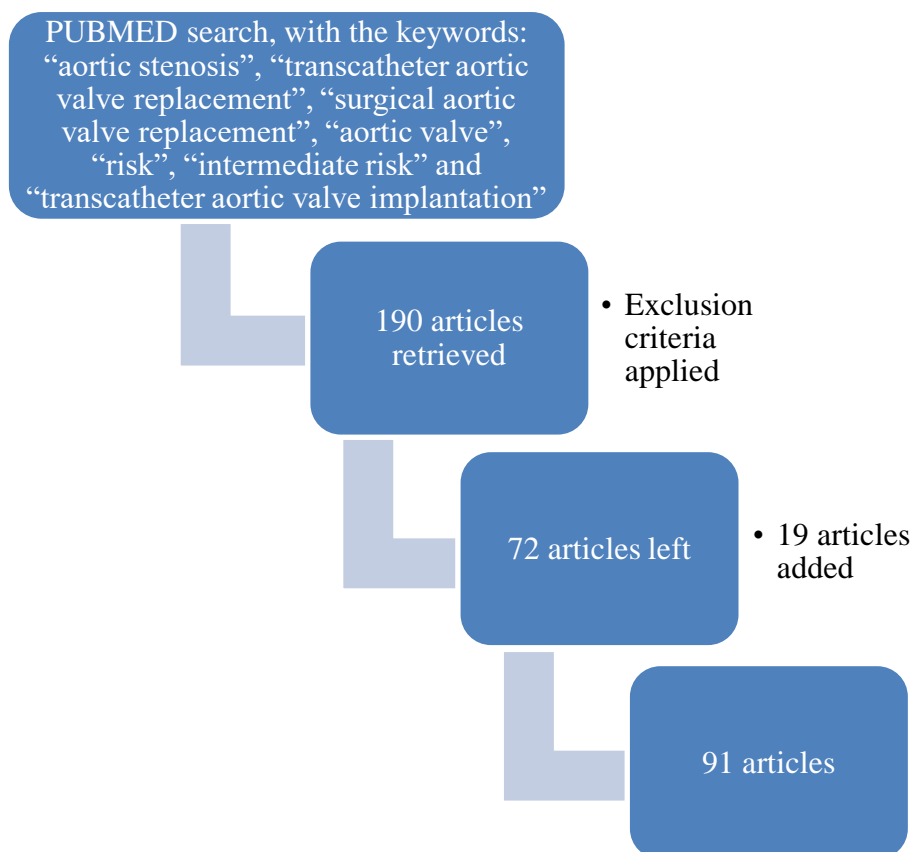 PUBMED search, with the keywords:
“aortic stenosis”, “transcatheter aortic
valve replacement”, “surgical aortic
valve replacement”, “aortic valve”,
“risk”, “intermediate risk” and
“transcatheter aortic valve implantation”
190 articles
retrieved
• Exclusion
criteria
applied
72 articles left
• 19 articles
added
91 articles